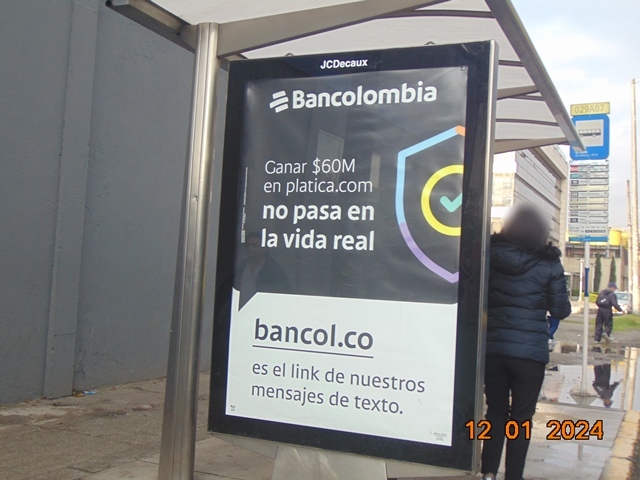 JCDecaux
Bancolombia
Ganar $60M
en platica.com
no pasa en
la vida real
bancol.co
es el link de nuestros
mensajes de texto.
029A07
12 01 2024